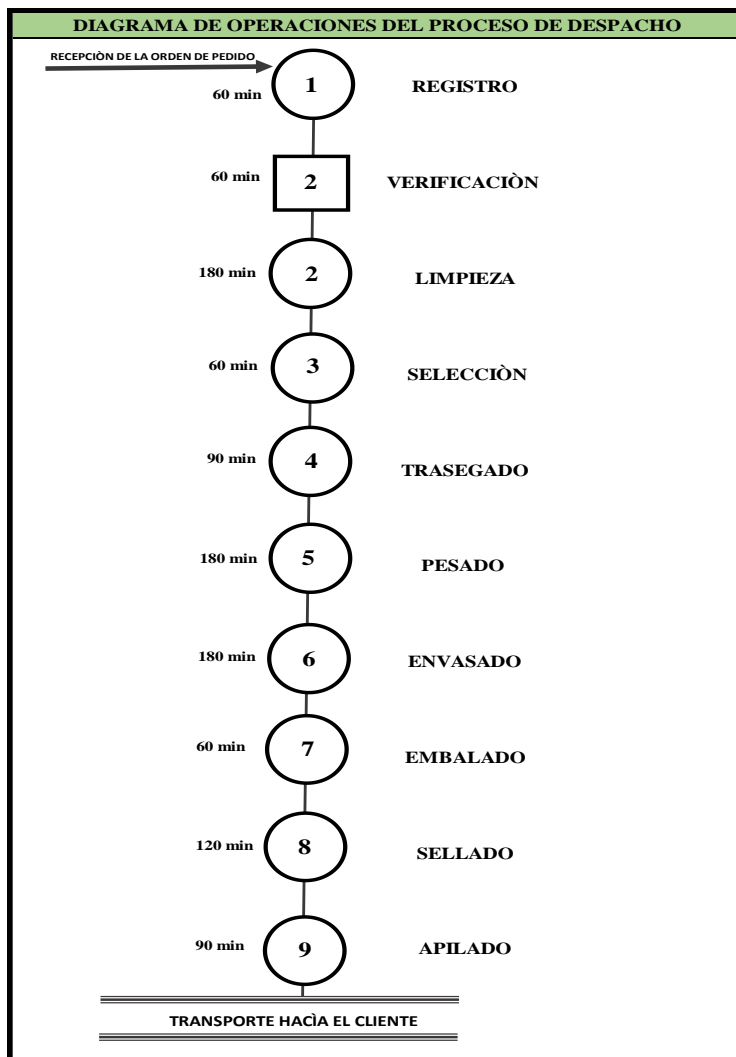 DIAGRAMA DE OPERACIONES DEL PROCESO DE DESPACHO
RECEPCIÒN DE LA ORDEN DE PEDIDO
60 min 1 REGISTRO
60 min 2 VERIFICACIÒN
180 min 2 LIMPIEZA
60 min 3 SELECCIÒN
90 min 4 TRASEGADO
180 min 5 PESADO
180 min 6 ENVASADO
60 min 7 EMBALADO
120 min 8 SELLADO
90 min 9 APILADO
TRANSPORTE HACÌA EL CLIENTE